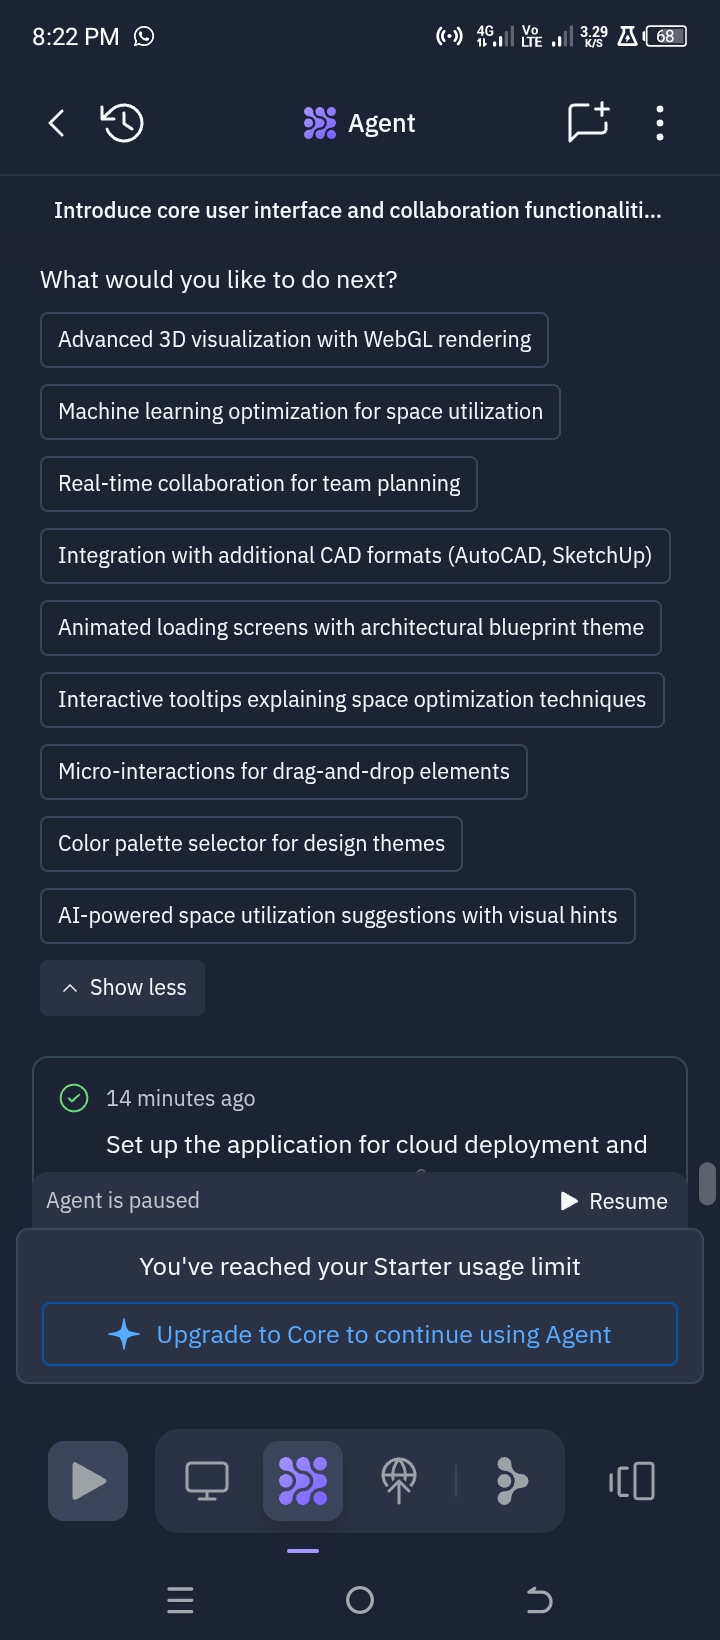 8:22 PM
4G
Vo LTE
3.29 K/S
68
Agent
Introduce core user interface and collaboration functionaliti...
What would you like to do next?
Advanced 3D visualization with WebGL rendering
Machine learning optimization for space utilization
Real-time collaboration for team planning
Integration with additional CAD formats (AutoCAD, SketchUp)
Animated loading screens with architectural blueprint theme
Interactive tooltips explaining space optimization techniques
Micro-interactions for drag-and-drop elements
Color palette selector for design themes
AI-powered space utilization suggestions with visual hints
Show less
14 minutes ago
Set up the application for cloud deployment and
Agent is paused
Resume
You've reached your Starter usage limit
Upgrade to Core to continue using Agent